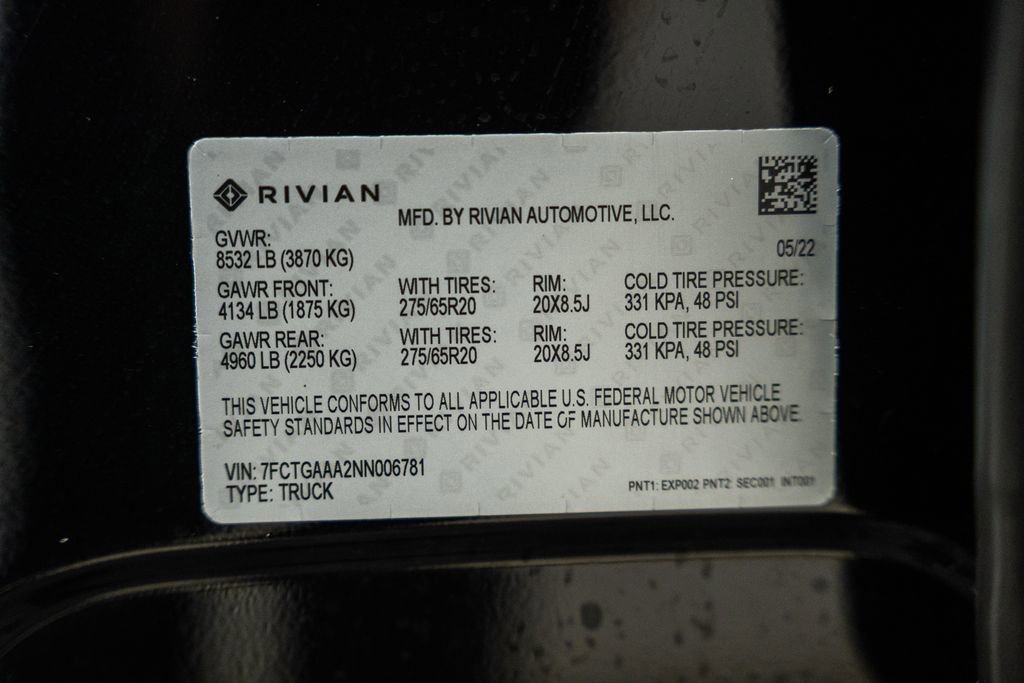 RIVIAN
MFD. BY RIVIAN AUTOMOTIVE, LLC.
05/22
GVWR:
8532 LB (3870 KG)
GAWR FRONT: WITH TIRES: RIM: COLD TIRE PRESSURE:
4134 LB (1875 KG) 275/65R20 20X8.5J 331 KPA, 48 PSI
GAWR REAR: WITH TIRES: RIM: COLD TIRE PRESSURE:
4960 LB (2250 KG) 275/65R20 20X8.5J 331 KPA, 48 PSI
THIS VEHICLE CONFORMS TO ALL APPLICABLE U.S. FEDERAL MOTOR VEHICLE
SAFETY STANDARDS IN EFFECT ON THE DATE OF MANUFACTURE SHOWN ABOVE.
VIN: 7FCTGAAA2NN006781
TYPE: TRUCK
PNT1: EXP002 PNT2: SEC001 INT001